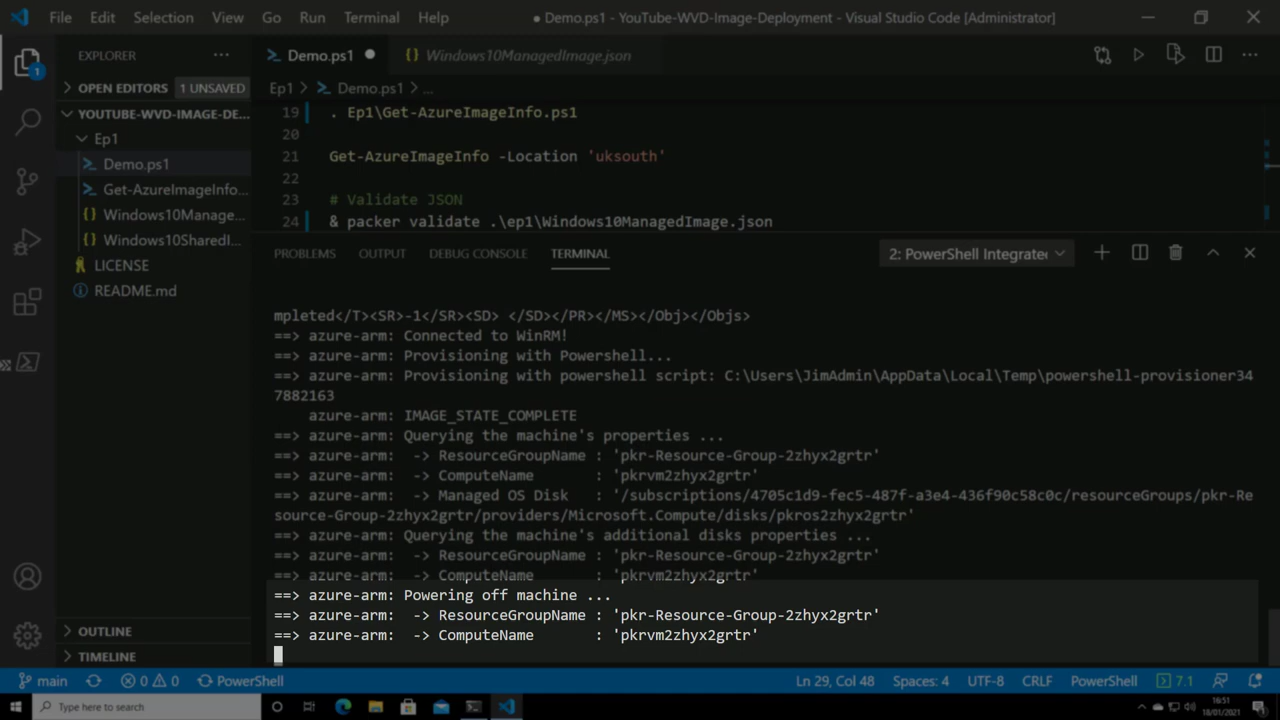 File Edit Selection View Go Run Terminal Help
● Demo.ps1 - YouTube-WVD-Image-Deployment - Visual Studio Code [Administrator]
EXPLORER ...
Demo.ps1 ●
{} Windows10ManagedImage.json
1
OPEN EDITORS 1 UNSAVED
Ep1 > Demo.ps1 > ...
YOUTUBE-WVD-IMAGE-DE...
Ep1
Demo.ps1
Get-AzureImageInfo...
{} Windows10Manage...
{} Windows10SharedI...
LICENSE
README.md
OUTLINE
TIMELINE
19 . Ep1\Get-AzureImageInfo.ps1
20
21 Get-AzureImageInfo -Location 'uksouth'
22
23 # Validate JSON
24 & packer validate .\ep1\Windows10ManagedImage.json
PROBLEMS OUTPUT DEBUG CONSOLE TERMINAL
2: PowerShell Integrate
mpleted</T><SR>-1</SR><SD> </SD></PR></MS></Obj></Objs>
==> azure-arm: Connected to WinRM!
==> azure-arm: Provisioning with Powershell...
==> azure-arm: Provisioning with powershell script: C:\Users\JimAdmin\AppData\Local\Temp\powershell-provisioner34
7882163
azure-arm: IMAGE_STATE_COMPLETE
==> azure-arm: Querying the machine's properties ...
==> azure-arm: -> ResourceGroupName : 'pkr-Resource-Group-2zhyx2grtr'
==> azure-arm: -> ComputeName : 'pkrvm2zhyx2grtr'
==> azure-arm: -> Managed OS Disk : '/subscriptions/4705c1d9-fec5-487f-a3e4-436f90c58c0c/resourceGroups/pkr-Re
source-Group-2zhyx2grtr/providers/Microsoft.Compute/disks/pkros2zhyx2grtr'
==> azure-arm: Querying the machine's additional disks properties ...
==> azure-arm: -> ResourceGroupName : 'pkr-Resource-Group-2zhyx2grtr'
==> azure-arm: -> ComputeName : 'pkrvm2zhyx2grtr'
==> azure-arm: Powering off machine ...
==> azure-arm: -> ResourceGroupName : 'pkr-Resource-Group-2zhyx2grtr'
==> azure-arm: -> ComputeName : 'pkrvm2zhyx2grtr'
main 0 0 PowerShell
Ln 29, Col 48 Spaces: 4 UTF-8 CRLF PowerShell 7.1
Type here to search
16:51
18/01/2021